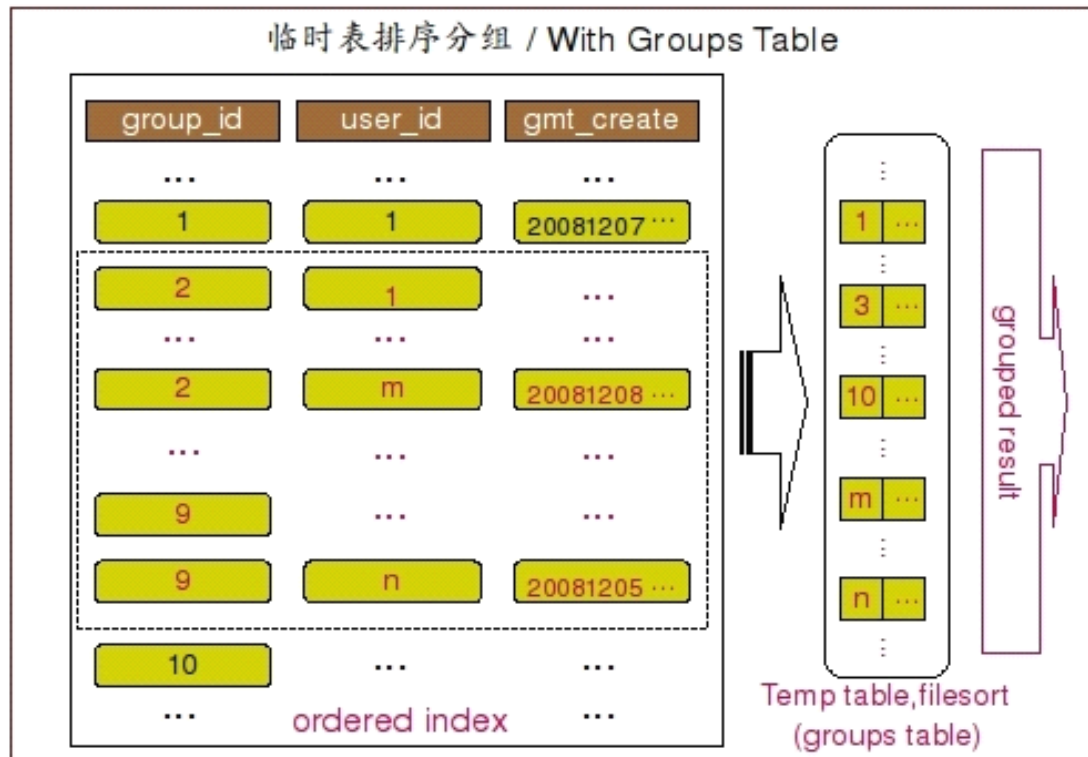 临时表排序分组 / With Groups Table
group_id user_id gmt_create
... ... ...
1 1 20081207 ...
2 1 ...
... ... ...
2 m 20081208 ...
... ... ...
9 ... ...
9 n 20081205 ...
10 ... ...
... ordered index ...
...
1 ...
...
3 ...
...
10 ...
...
m ...
...
n ...
...
Temp table,filesort
(groups table)
grouped result